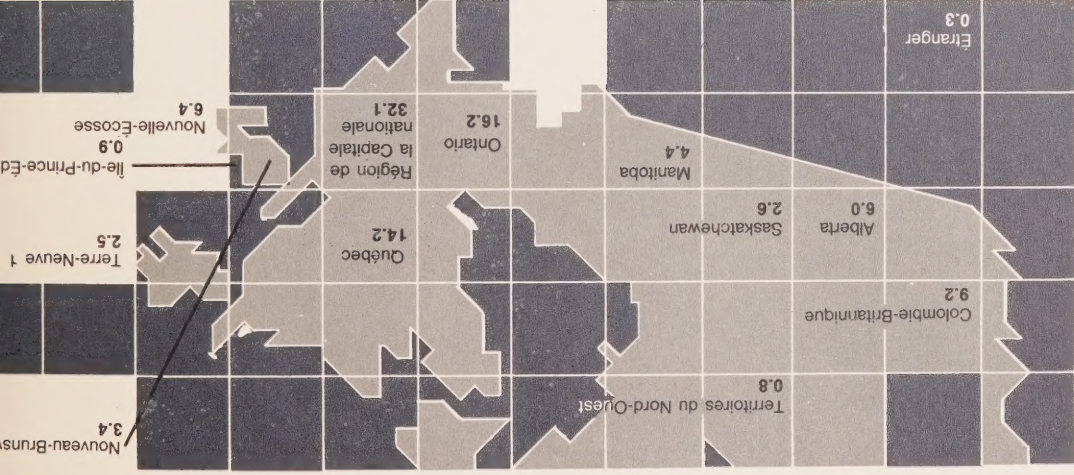 Nouveau-Brunsw
3.4
Territoires du Nord-Ouest
0.8
Colombie-Britannique
9.2
Alberta
6.0
Saskatchewan
2.6
Manitoba
4.4
Québec
14.2
Terre-Neuve 1
2.5
Ontario
16.2
Région de
la Capitale
nationale
32.1
Île-du-Prince-Éd
0.9
Nouvelle-Écosse
6.4
Étranger
0.3